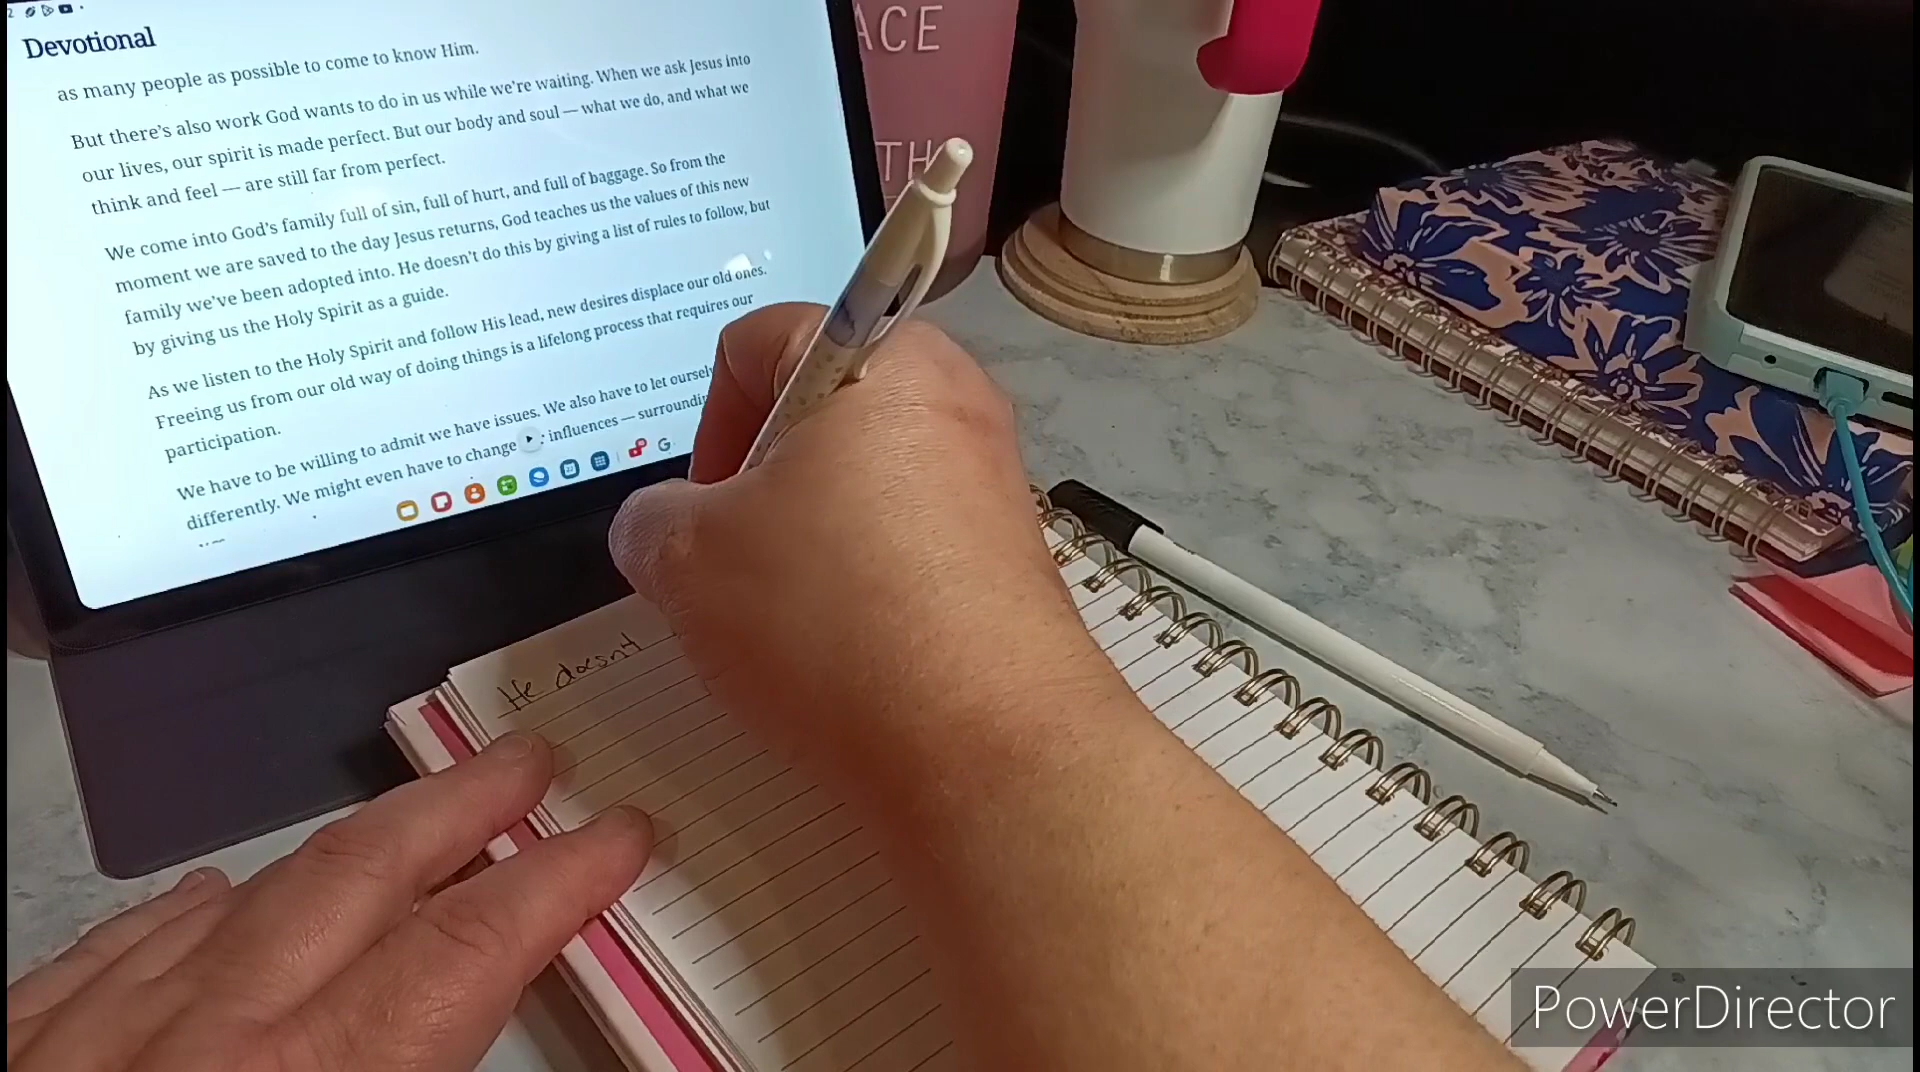 Devotional
as many people as possible to come to know Him.
But there's also work God wants to do in us while we're waiting. When we ask Jesus into
our lives, our spirit is made perfect. But our body and soul — what we do, and what we
think and feel — are still far from perfect.
We come into God's family full of sin, full of hurt, and full of baggage. So from the
moment we are saved to the day Jesus returns, God teaches us the values of this new
family we've been adopted into. He doesn't do this by giving a list of rules to follow, but
by giving us the Holy Spirit as a guide.
As we listen to the Holy Spirit and follow His lead, new desires displace our old ones.
Freeing us from our old way of doing things is a lifelong process that requires our
participation.
We have to be willing to admit we have issues. We also have to let
differently. We might even have to change influences —
ACE
TH
He doesnt
PowerDirector